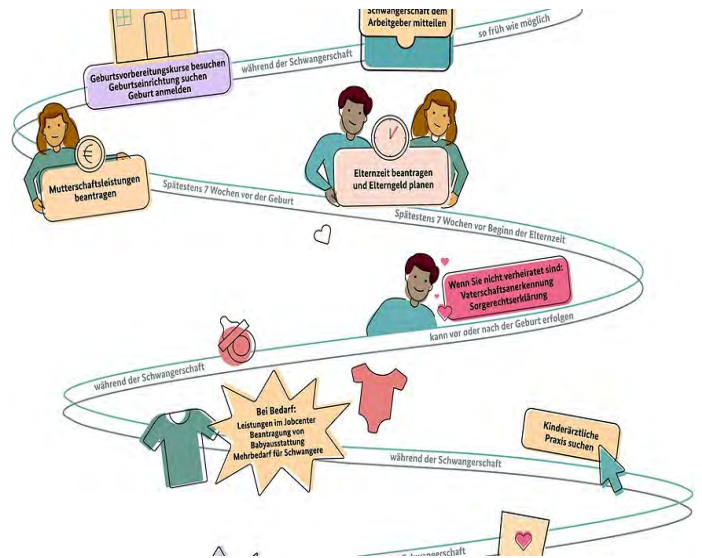 Schwangerschaft dem
Arbeitgeber mitteilen
so früh wie möglich
während der Schwangerschaft
Geburtsvorbereitungskurse besuchen
Geburtseinrichtung suchen
Geburt anmelden
€
Mutterschaftsleistungen
beantragen
Spätestens 7 Wochen vor der Geburt
Elternzeit beantragen
und Elterngeld planen
Spätestens 7 Wochen vor Beginn der Elternzeit
Wenn Sie nicht verheiratet sind:
Vaterschaftsanerkennung
Sorgerechtserklärung
kann vor oder nach der Geburt erfolgen
während der Schwangerschaft
Bei Bedarf:
Leistungen im Jobcenter
Beantragung von
Babyausstattung
Mehrbedarf für Schwangere
während der Schwangerschaft
Kinderärztliche
Praxis suchen
Schwangerschaft